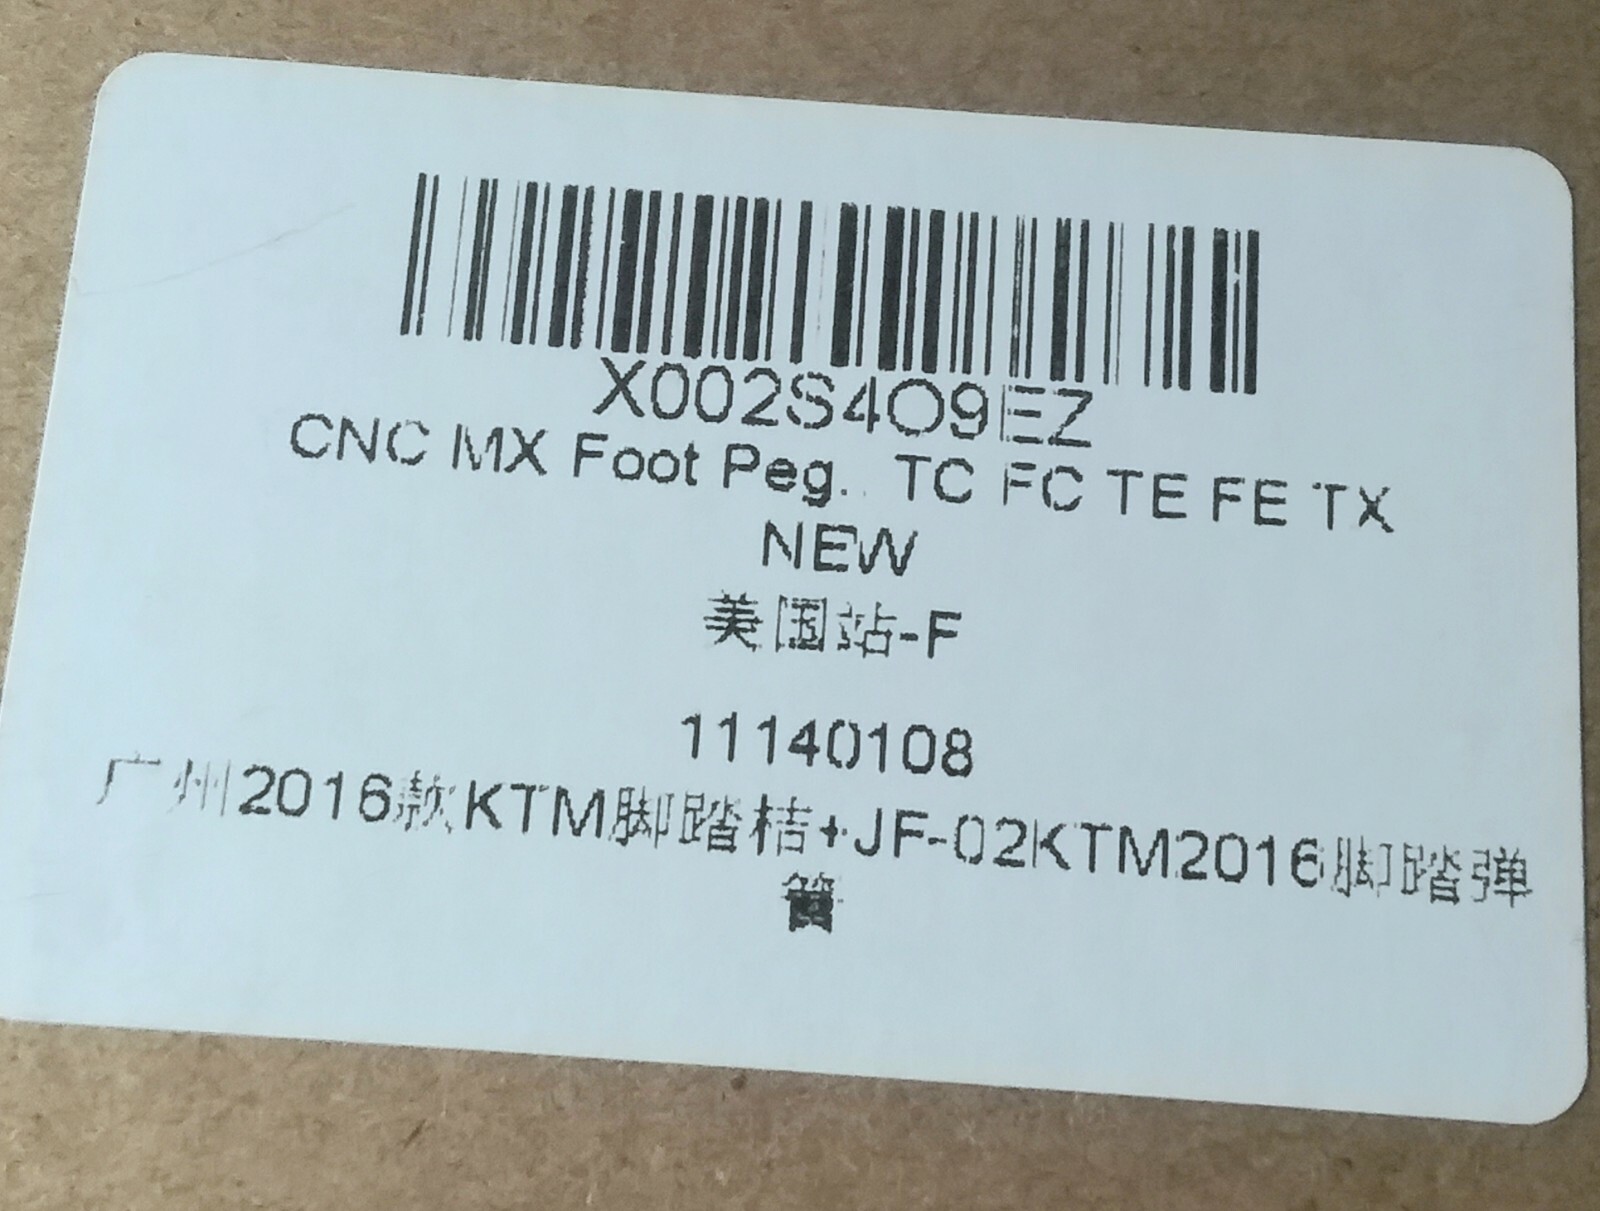 X002S4O9EZ
CNC MX Foot Peg... TC FC TE FE TX
NEW
美国站-F
11140108
广州2016款KTM脚踏桔+JF-02KTM2016脚踏弹
簧